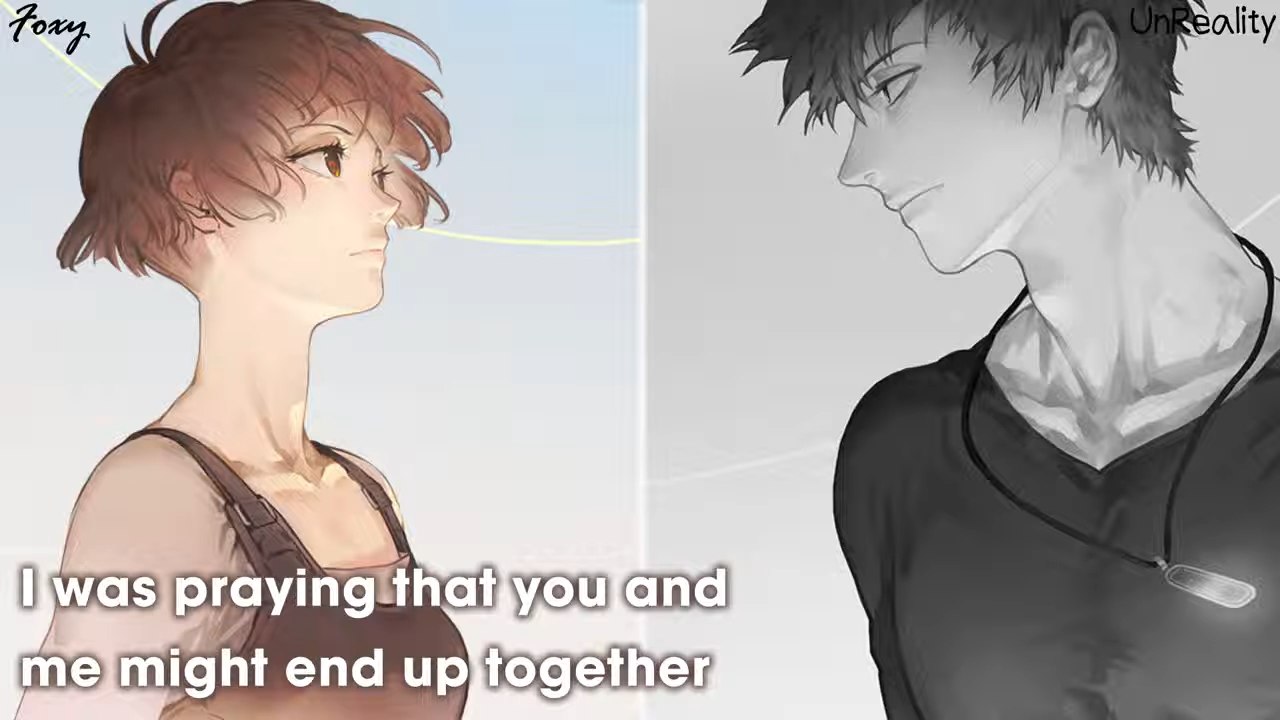 Foxy
UnReality
I was praying that you and
me might end up together